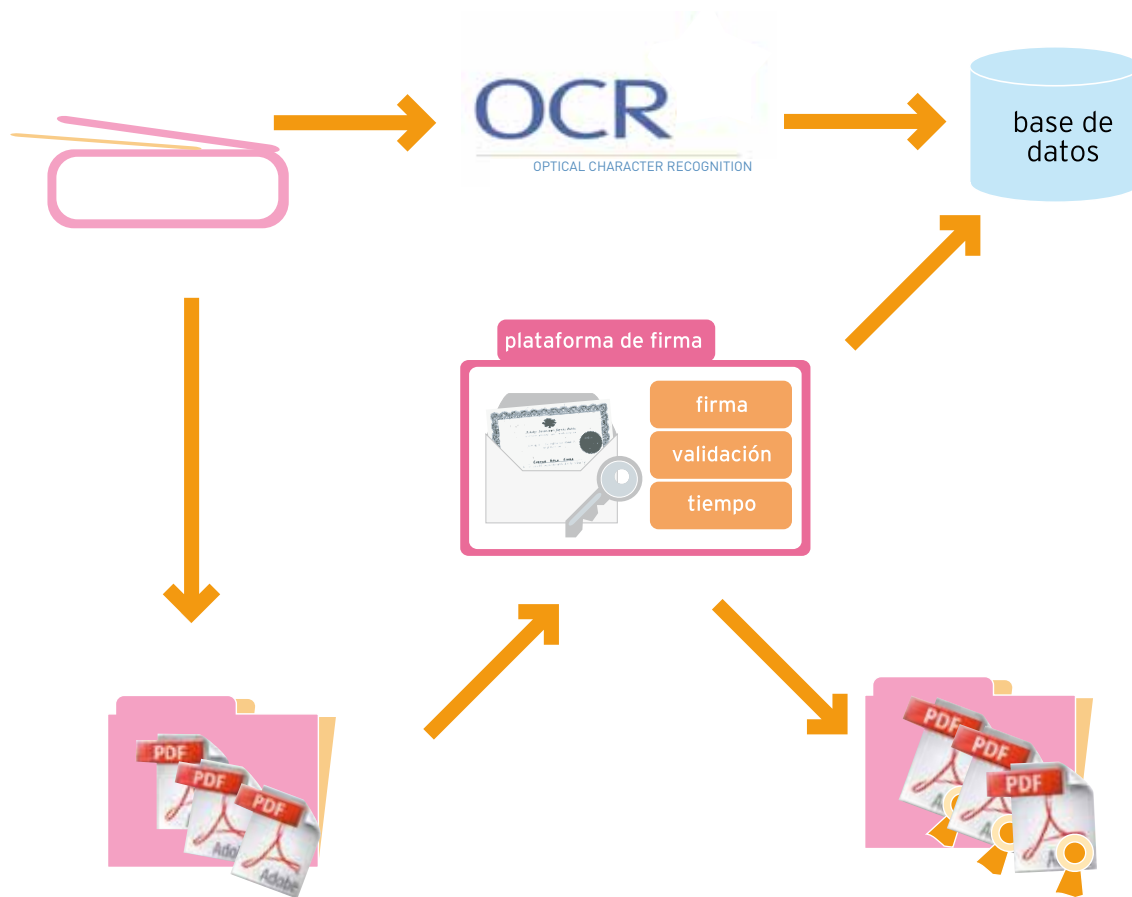 OCR
OPTICAL CHARACTER RECOGNITION
base de
datos
plataforma de firma
firma
validación
tiempo
PDF
PDF
PDF
Adobe
PDF
PDF
PDF